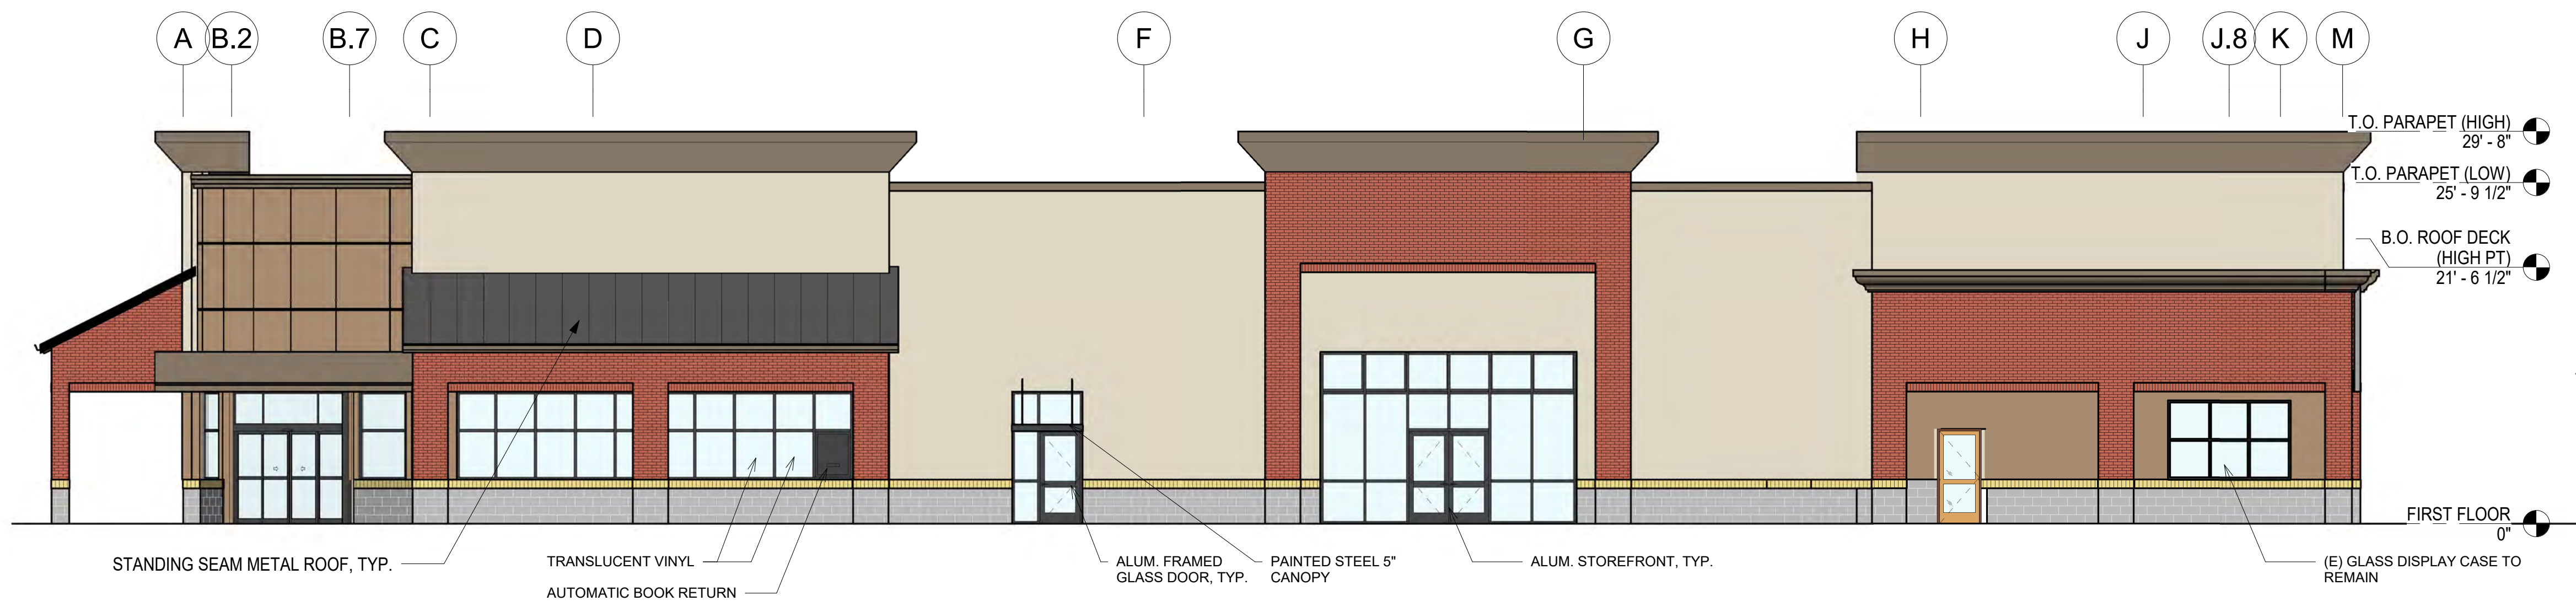 A B.2 B.7 C D F G H J J.8 K M
T.O. PARAPET (HIGH)
29' - 8"
T.O. PARAPET (LOW)
25' - 9 1/2"
B.O. ROOF DECK
(HIGH PT)
21' - 6 1/2"
FIRST FLOOR
0"
STANDING SEAM METAL ROOF, TYP.
TRANSLUCENT VINYL
AUTOMATIC BOOK RETURN
ALUM. FRAMED
GLASS DOOR, TYP.
PAINTED STEEL 5"
CANOPY
ALUM. STOREFRONT, TYP.
(E) GLASS DISPLAY CASE TO
REMAIN